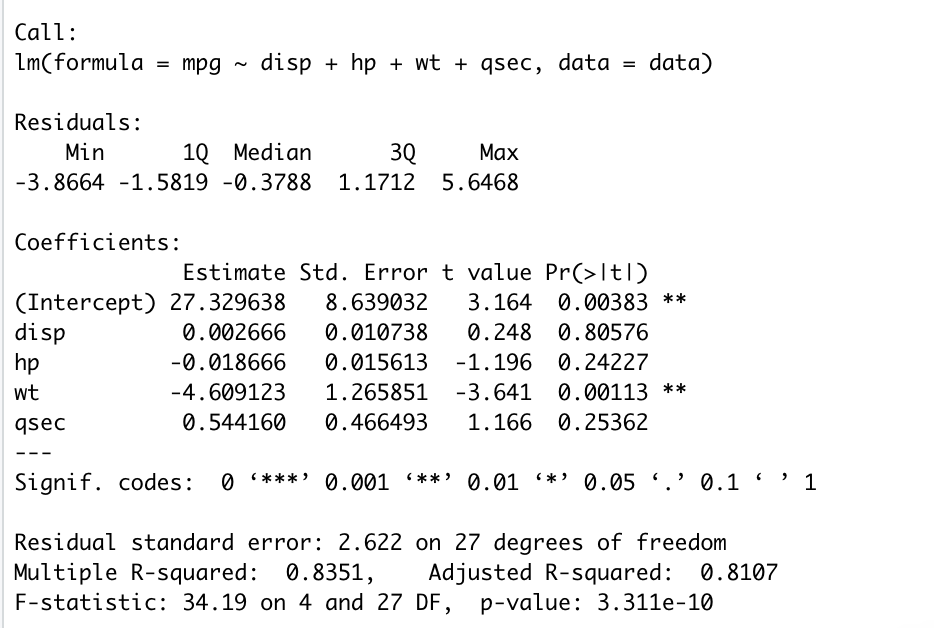 Call:
lm(formula = mpg ~ disp + hp + wt + qsec, data = data)
Residuals:
    Min      1Q  Median      3Q     Max
-3.8664 -1.5819 -0.3788  1.1712  5.6468
Coefficients:
            Estimate Std. Error t value Pr(>|t|)
(Intercept) 27.329638   8.639032   3.164  0.00383 **
disp         0.002666   0.010738   0.248  0.80576
hp          -0.018666   0.015613  -1.196  0.24227
wt          -4.609123   1.265851  -3.641  0.00113 **
qsec         0.544160   0.466493   1.166  0.25362
---
Signif. codes:  0 ‘***’ 0.001 ‘**’ 0.01 ‘*’ 0.05 ‘.’ 0.1 ‘ ’ 1
Residual standard error: 2.622 on 27 degrees of freedom
Multiple R-squared:  0.8351,    Adjusted R-squared:  0.8107
F-statistic: 34.19 on 4 and 27 DF,  p-value: 3.311e-10